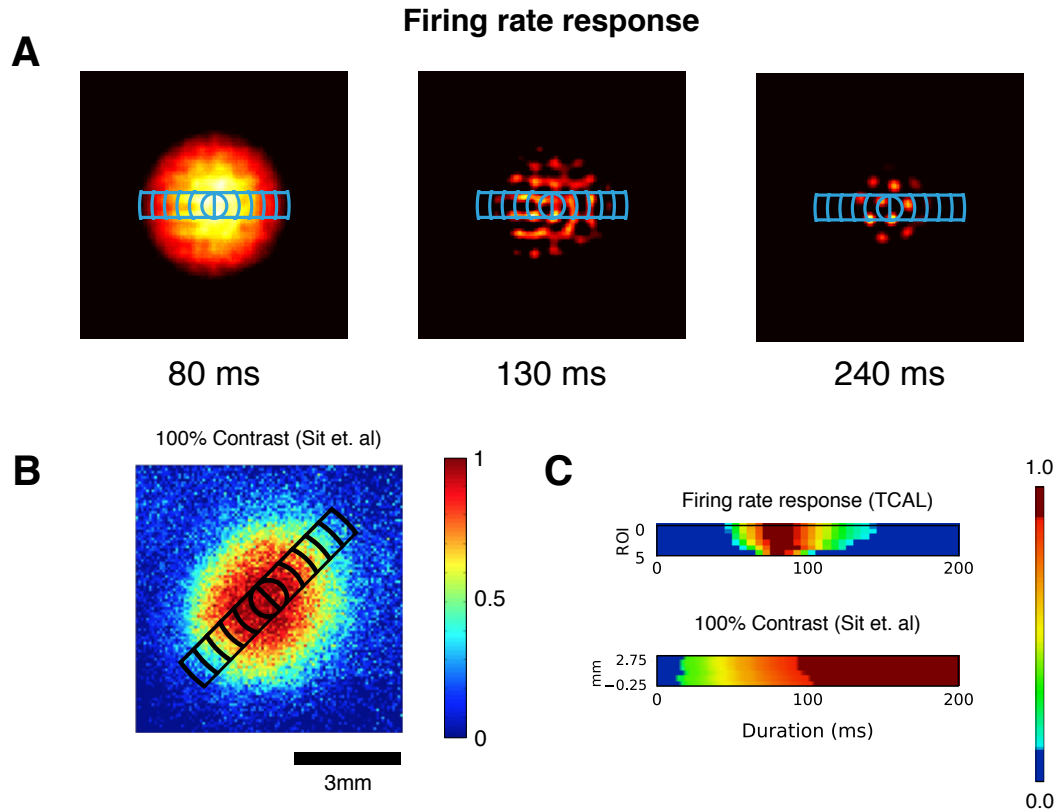 Firing rate response
A
80 ms
130 ms
240 ms
B
100% Contrast (Sit et. al)
1
0.5
0
3mm
C
Firing rate response (TCAL)
ROI
0
5
0
100
200
100% Contrast (Sit et. al)
mm
2.75
−0.25
0
100
200
Duration (ms)
1.0
0.0